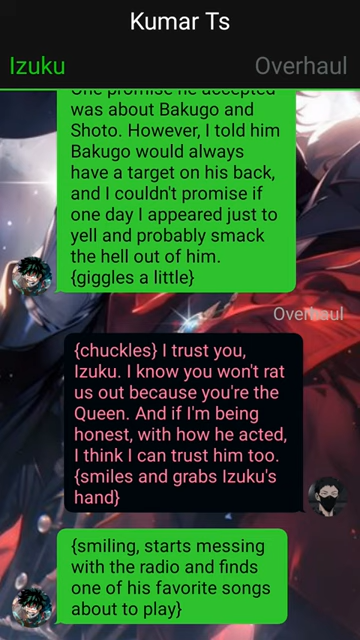 Kumar Ts
Izuku
Overhaul
One promise he accepted
was about Bakugo and
Shoto. However, I told him
Bakugo would always
have a target on his back,
and I couldn't promise if
one day I appeared just to
yell and probably smack
the hell out of him.
{giggles a little}
Overhaul
{chuckles} I trust you,
Izuku. I know you won't rat
us out because you're the
Queen. And if I'm being
honest, with how he acted,
I think I can trust him too.
{smiles and grabs Izuku's
hand}
{smiling, starts messing
with the radio and finds
one of his favorite songs
about to play}